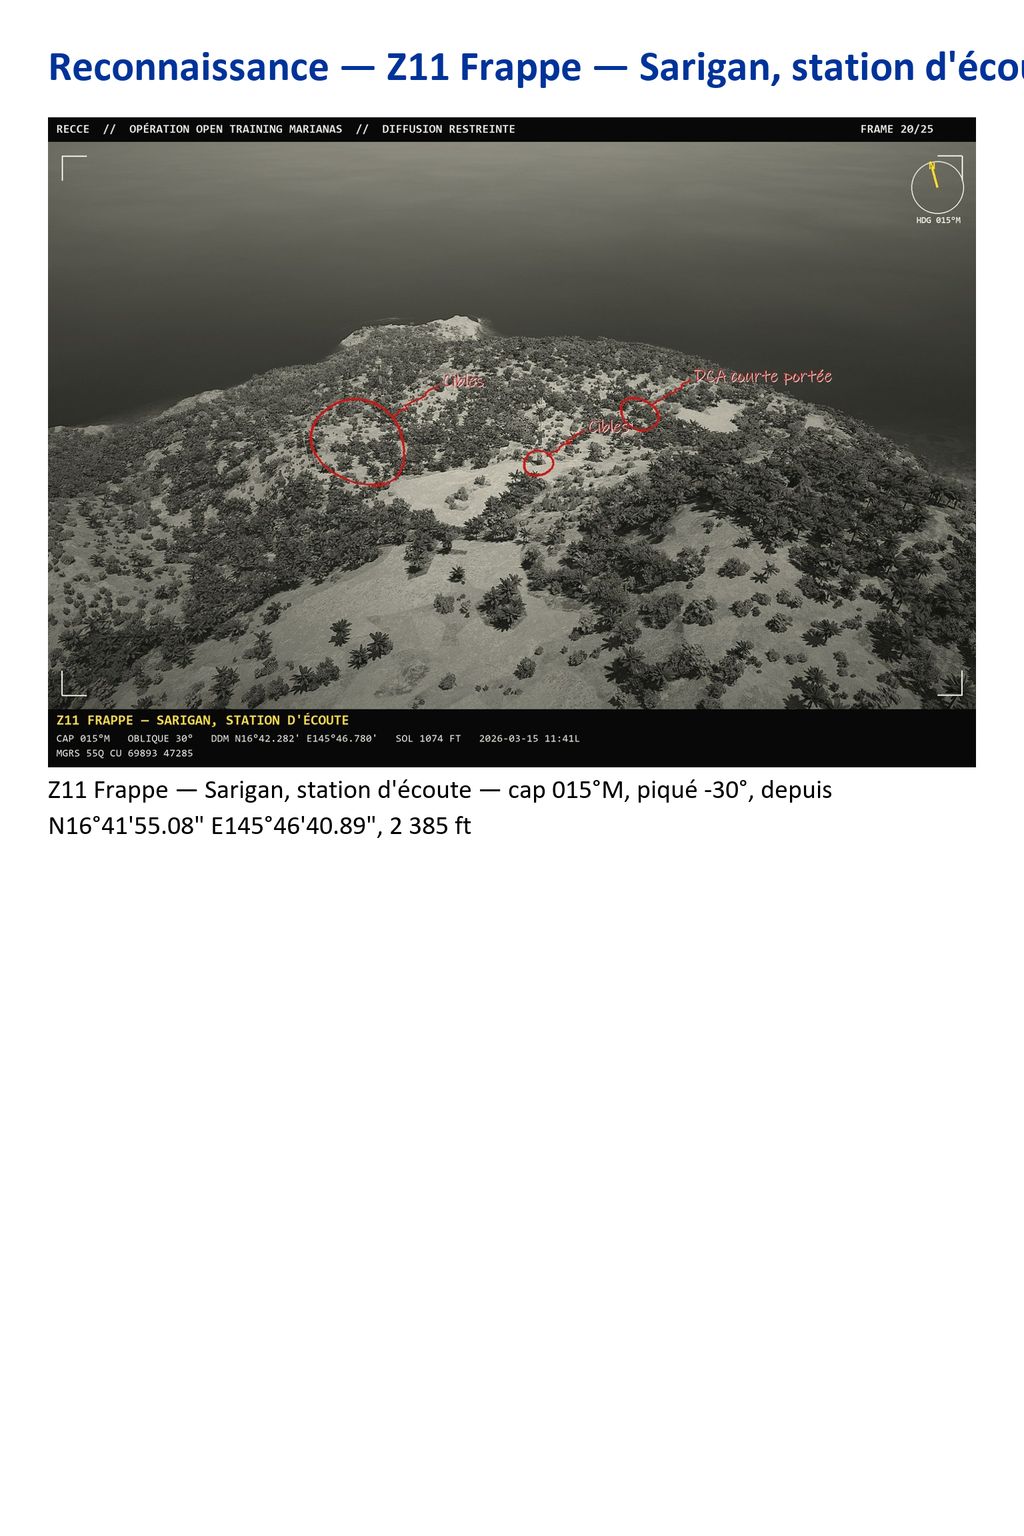 Reconnaissance — Z11 Frappe — Sarigan, station d'éco
RECCE // OPÉRATION OPEN TRAINING MARIANAS // DIFFUSION RESTREINTE FRAME 20/25
N
HDG 015°M
Cibles
DCA courte portée
Cibles
Z11 FRAPPE — SARIGAN, STATION D'ÉCOUTE
CAP 015°M OBLIQUE 30° DDM N16°42.282' E145°46.780' SOL 1074 FT 2026-03-15 11:41L
MGRS 55Q CU 69893 47285
Z11 Frappe — Sarigan, station d'écoute — cap 015°M, piqué -30°, depuis
N16°41'55.08" E145°46'40.89", 2 385 ft